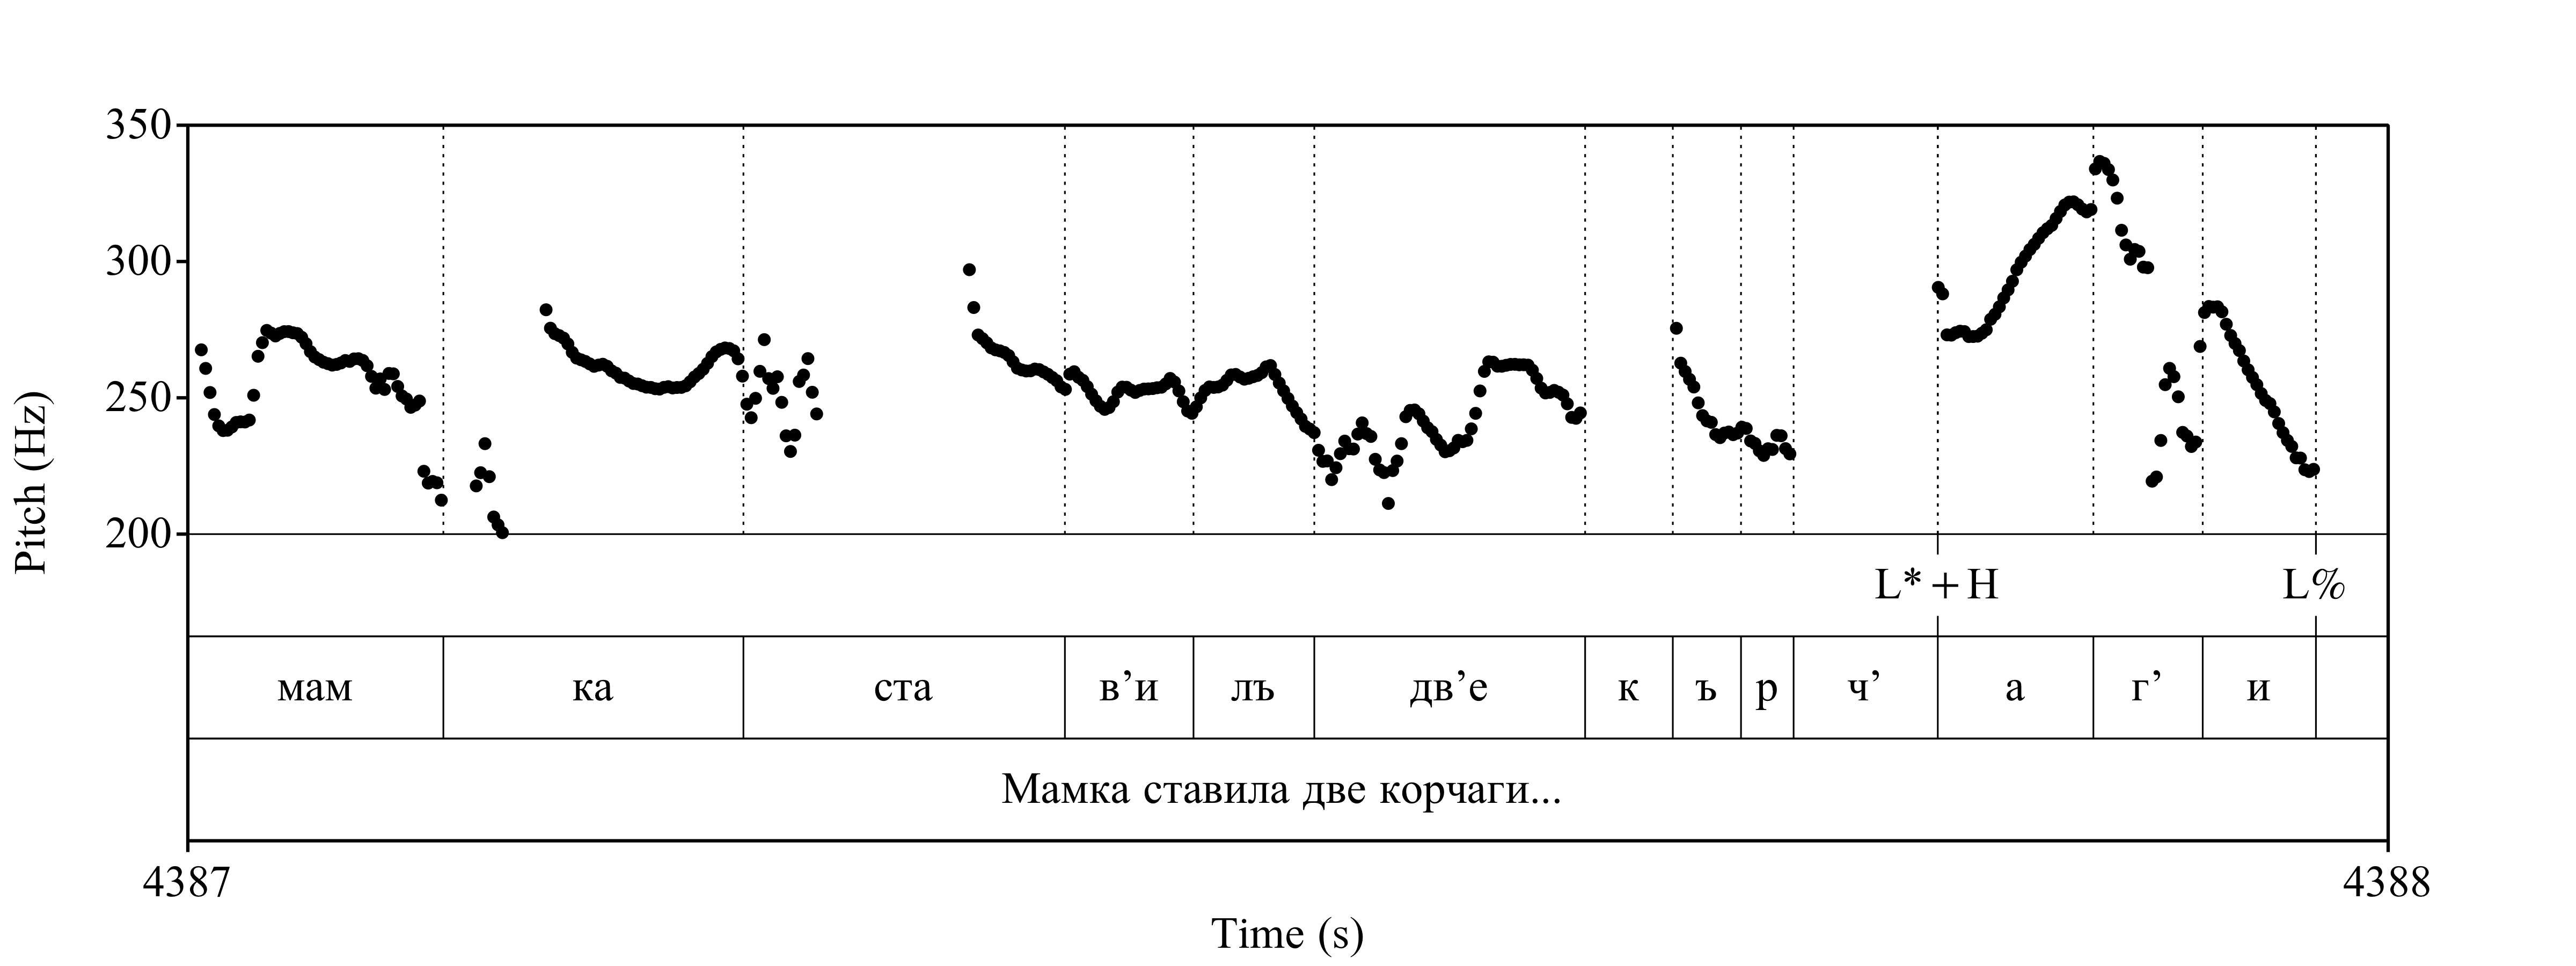 350
300
250
200
Pitch (Hz)
L*+H L%
мам ка ста в’и лъ дв’е к ъ р ч’ а г’ и
Мамка ставила две корчаги...
4387 4388
Time (s)